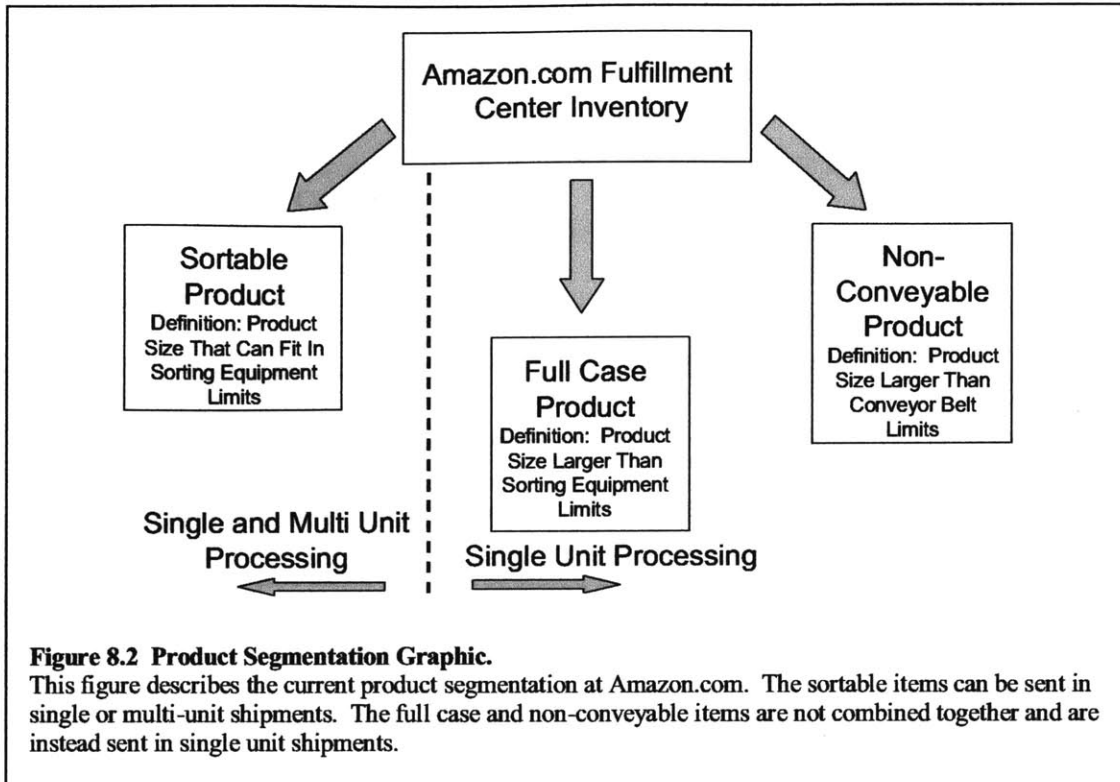 Amazon.com Fulfillment
Center Inventory
Sortable
Product
Definition: Product
Size That Can Fit In
Sorting Equipment
Limits
Full Case
Product
Definition: Product
Size Larger Than
Sorting Equipment
Limits
Non-
Conveyable
Product
Definition: Product
Size Larger Than
Conveyor Belt
Limits
Single and Multi Unit
Processing
Single Unit Processing
Figure 8.2 Product Segmentation Graphic.
This figure describes the current product segmentation at Amazon.com. The sortable items can be sent in
single or multi-unit shipments. The full case and non-conveyable items are not combined together and are
instead sent in single unit shipments.